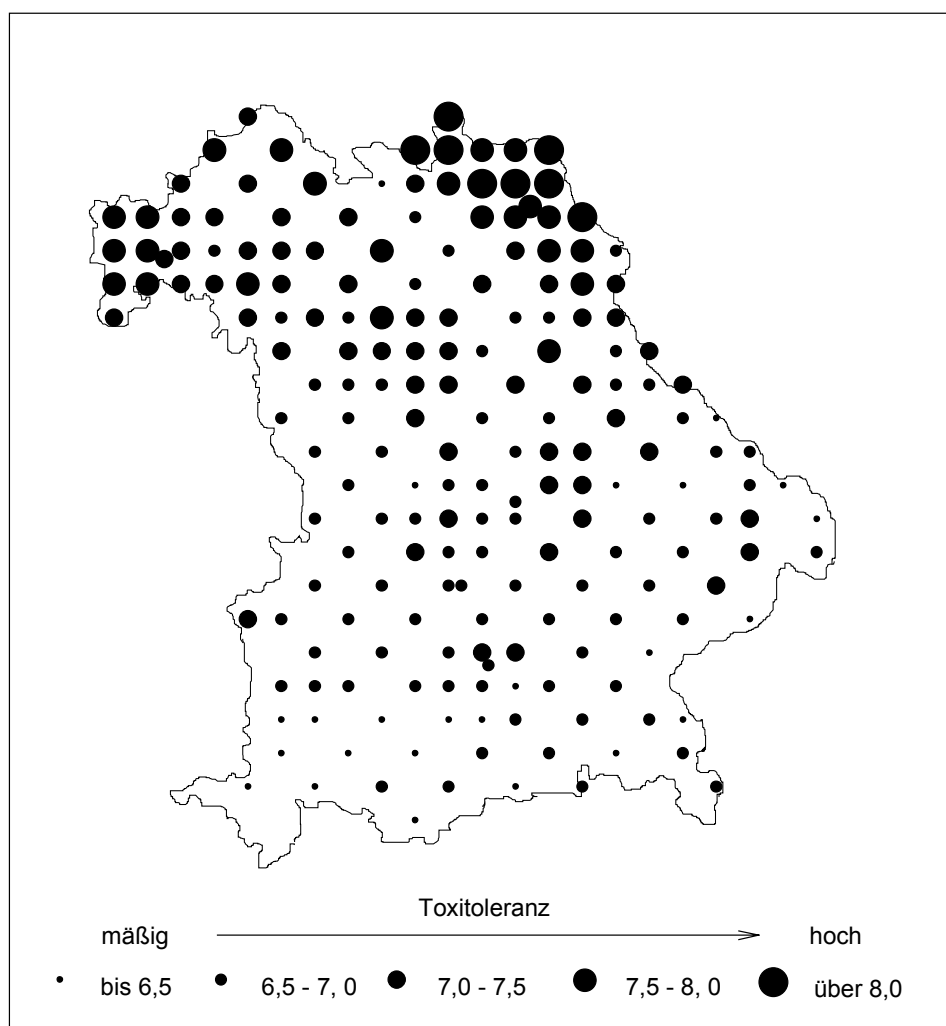 Toxitoleranz
mäßig hoch
bis 6,5 6,5 - 7, 0 7,0 - 7,5 7,5 - 8, 0 über 8,0